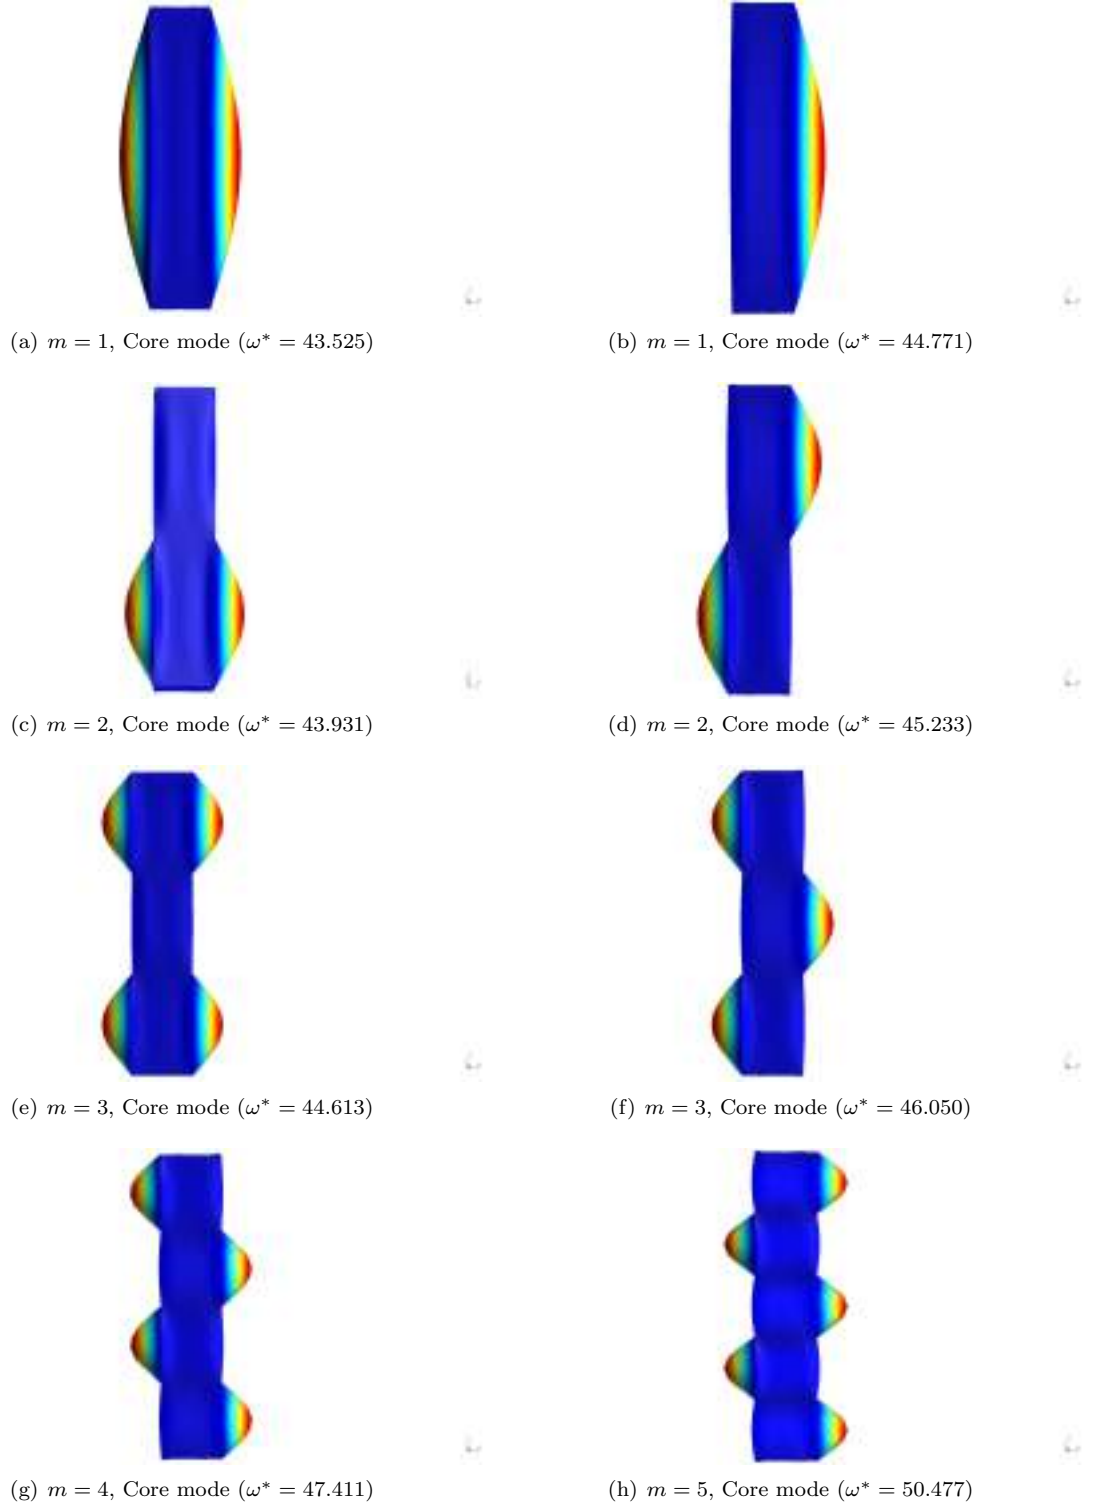 (a) m = 1, Core mode (ω* = 43.525)
(b) m = 1, Core mode (ω* = 44.771)
(c) m = 2, Core mode (ω* = 43.931)
(d) m = 2, Core mode (ω* = 45.233)
(e) m = 3, Core mode (ω* = 44.613)
(f) m = 3, Core mode (ω* = 46.050)
(g) m = 4, Core mode (ω* = 47.411)
(h) m = 5, Core mode (ω* = 50.477)